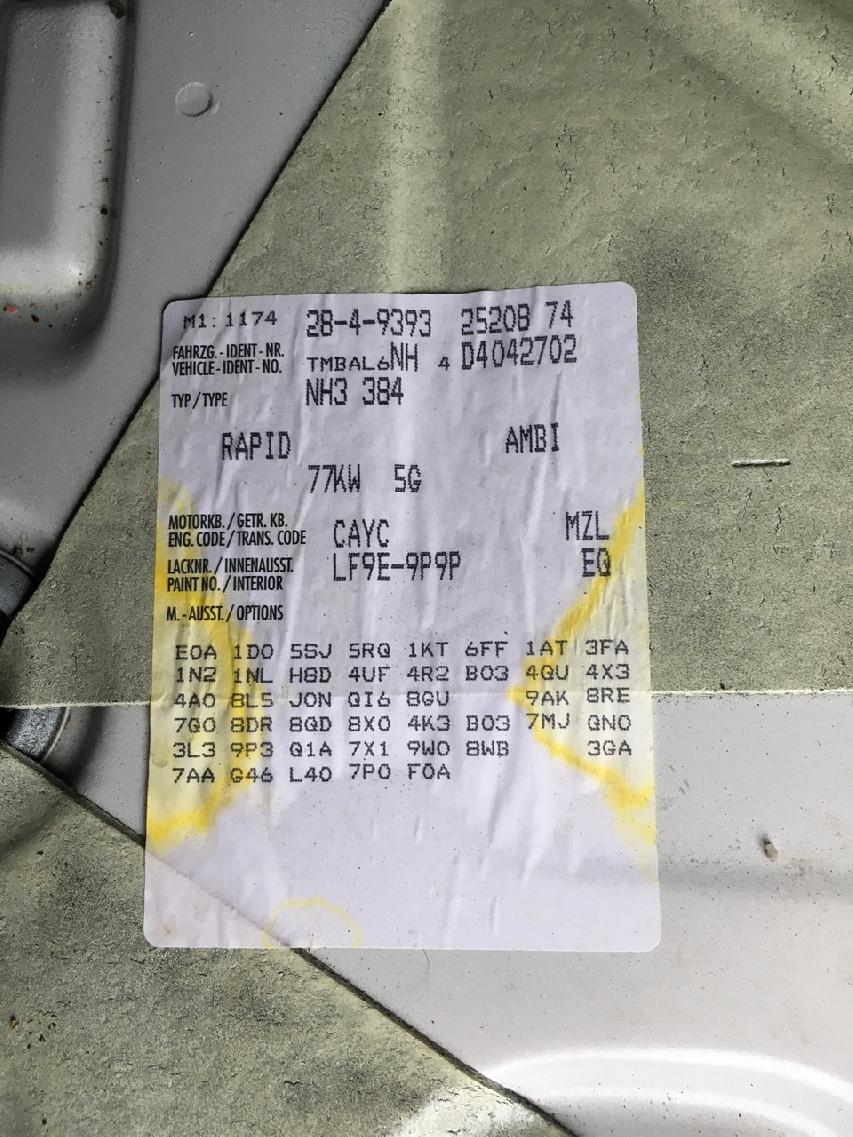 M1: 1174 28-4-9393 2520B 74
FAHRZG.-IDENT-NR.
VEHICLE-IDENT-NO. TMBAL6NH 4 D4042702
TYP/TYPE NH3 384
RAPID AMBI
77KW 5G
MOTORKB./GETR. KB.
ENG. CODE/TRANS. CODE CAYC MZL
LACKNR./INNENAUSST.
PAINT NO./INTERIOR LF9E-9P9P EQ
M.-AUSST./OPTIONS
E0A 1D0 5SJ 5RQ 1KT 6FF 1AT 3FA
1N2 1NL H8D 4UF 4R2 B03 4QU 4X3
4A0 8L5 J0N QI6 8GU 9AK 8RE
7Q0 8DR 8QD 8X0 4K3 B03 7MJ QN0
3L3 9P3 Q1A 7X1 9W0 8WB 3GA
7AA G46 L40 7P0 F0A